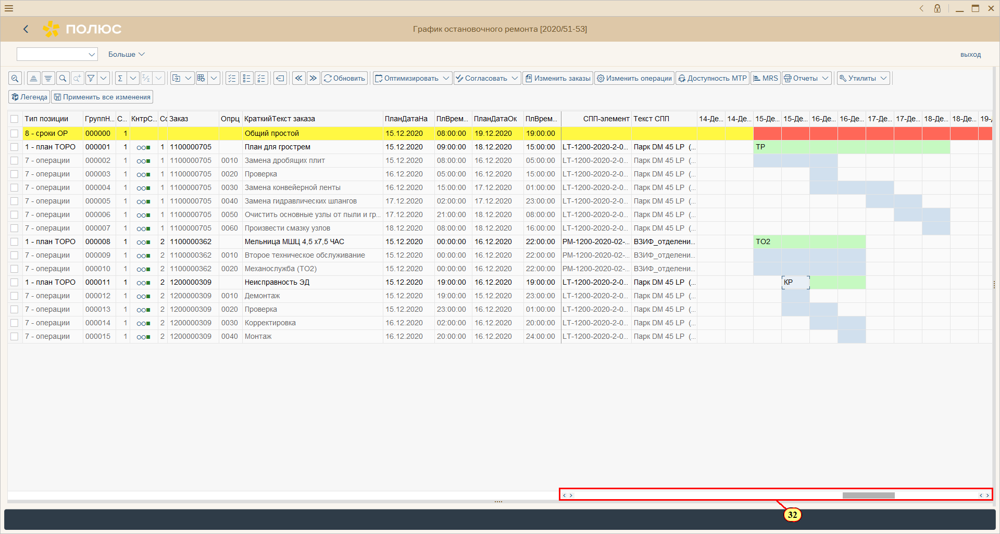 ПОЛЮС
График остановочного ремонта [2020/51-53]
Больше
выход
Обновить Оптимизировать Согласовать Изменить заказы Изменить операции Доступность МТР MRS Отчеты Утилиты
Легенда Применить все изменения
Тип позиции ГруппН... С... КнтрС... Сс Заказ Опрц КраткийТекст заказа ПланДатаНа ПлВрем... ПланДатаОк ПлВрем... СПП-элемент Текст СПП 14-Де... 14-Де... 15-Де... 15-Де... 16-Де... 16-Де... 17-Де... 17-Де... 18-Де... 18-Де... 19-
8 - сроки ОР 000000 1 Общий простой 15.12.2020 08:00:00 19.12.2020 19:00:00
1 - план ТОРО 000001 1 1 1100000705 План для грострем 15.12.2020 09:00:00 18.12.2020 15:00:00 LT-1200-2020-2-0... Парк DM 45 LP (... ТР
7 - операции 000002 1 1 1100000705 0010 Замена дробящих плит 15.12.2020 08:00:00 16.12.2020 05:00:00 LT-1200-2020-2-0... Парк DM 45 LP (...
7 - операции 000003 1 1 1100000705 0020 Проверка 16.12.2020 05:00:00 16.12.2020 15:00:00 LT-1200-2020-2-0... Парк DM 45 LP (...
7 - операции 000004 1 1 1100000705 0030 Замена конвейерной ленты 16.12.2020 15:00:00 17.12.2020 01:00:00 LT-1200-2020-2-0... Парк DM 45 LP (...
7 - операции 000005 1 1 1100000705 0040 Замена гидравлических шлангов 17.12.2020 02:00:00 17.12.2020 23:00:00 LT-1200-2020-2-0... Парк DM 45 LP (...
7 - операции 000006 1 1 1100000705 0050 Очистить основные узлы от пыли и гр... 17.12.2020 21:00:00 18.12.2020 08:00:00 LT-1200-2020-2-0... Парк DM 45 LP (...
7 - операции 000007 1 1 1100000705 0060 Произвести смазку узлов 18.12.2020 08:00:00 18.12.2020 16:00:00 LT-1200-2020-2-0... Парк DM 45 LP (...
1 - план ТОРО 000008 1 2 1100000362 Мельница МШЦ 4,5 х7,5 ЧАС 15.12.2020 00:00:00 16.12.2020 22:00:00 PM-1200-2020-02-... ВЗИФ_отделени... ТО2
7 - операции 000009 1 2 1100000362 0010 Второе техническое обслуживание 15.12.2020 00:00:00 16.12.2020 22:00:00 PM-1200-2020-02-... ВЗИФ_отделени...
7 - операции 000010 1 2 1100000362 0020 Механослужба (ТО2) 15.12.2020 00:00:00 16.12.2020 22:00:00 PM-1200-2020-02-... ВЗИФ_отделени...
1 - план ТОРО 000011 1 2 1200000309 Неисправность ЭД 15.12.2020 19:00:00 16.12.2020 19:00:00 LT-1200-2020-2-0... Парк DM 45 LP (... КР
7 - операции 000012 1 2 1200000309 0010 Демонтаж 15.12.2020 19:00:00 15.12.2020 23:00:00 LT-1200-2020-2-0... Парк DM 45 LP (...
7 - операции 000013 1 2 1200000309 0020 Проверка 15.12.2020 23:00:00 16.12.2020 01:00:00 LT-1200-2020-2-0... Парк DM 45 LP (...
7 - операции 000014 1 2 1200000309 0030 Корректировка 16.12.2020 02:00:00 16.12.2020 20:00:00 LT-1200-2020-2-0... Парк DM 45 LP (...
7 - операции 000015 1 2 1200000309 0040 Монтаж 16.12.2020 20:00:00 16.12.2020 24:00:00 LT-1200-2020-2-0... Парк DM 45 LP (...
32